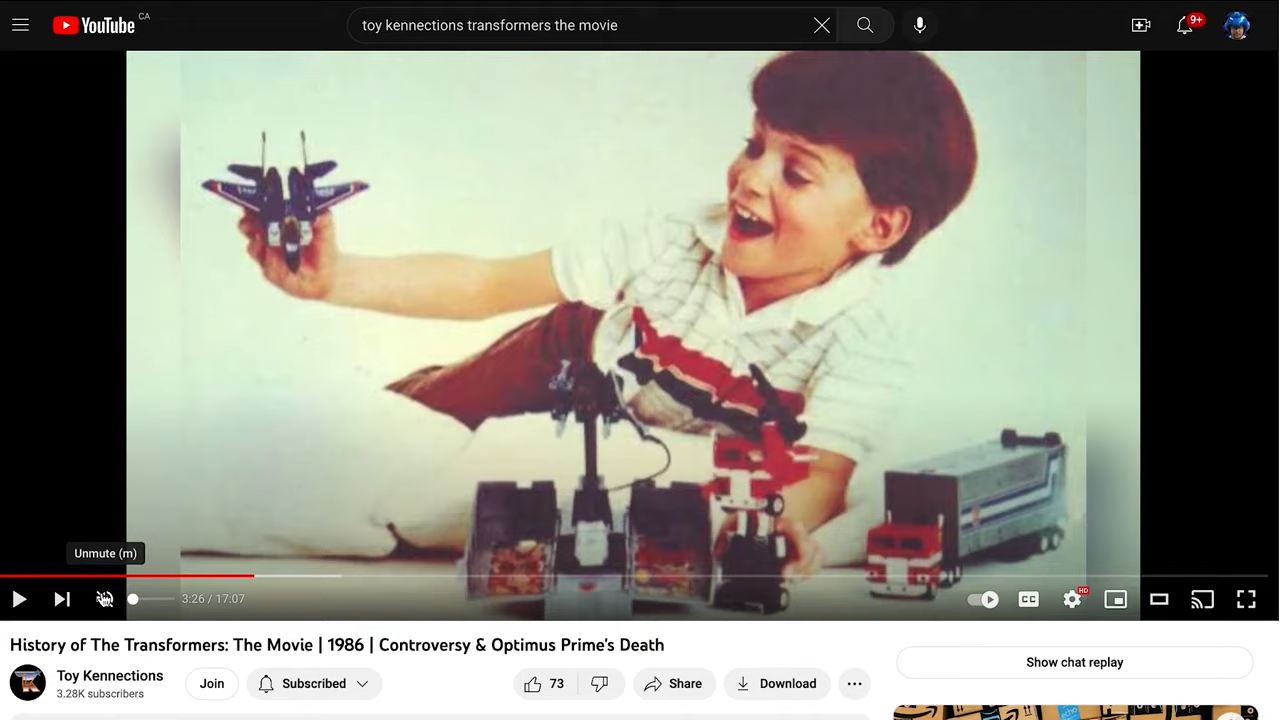 YouTube CA
toy kennections transformers the movie
9+
Unmute (m)
3:26 / 17:07
CC
HD
History of The Transformers: The Movie | 1986 | Controversy & Optimus Prime's Death
Toy Kennections
3.28K subscribers
Join
Subscribed
73
Share
Download
Show chat replay